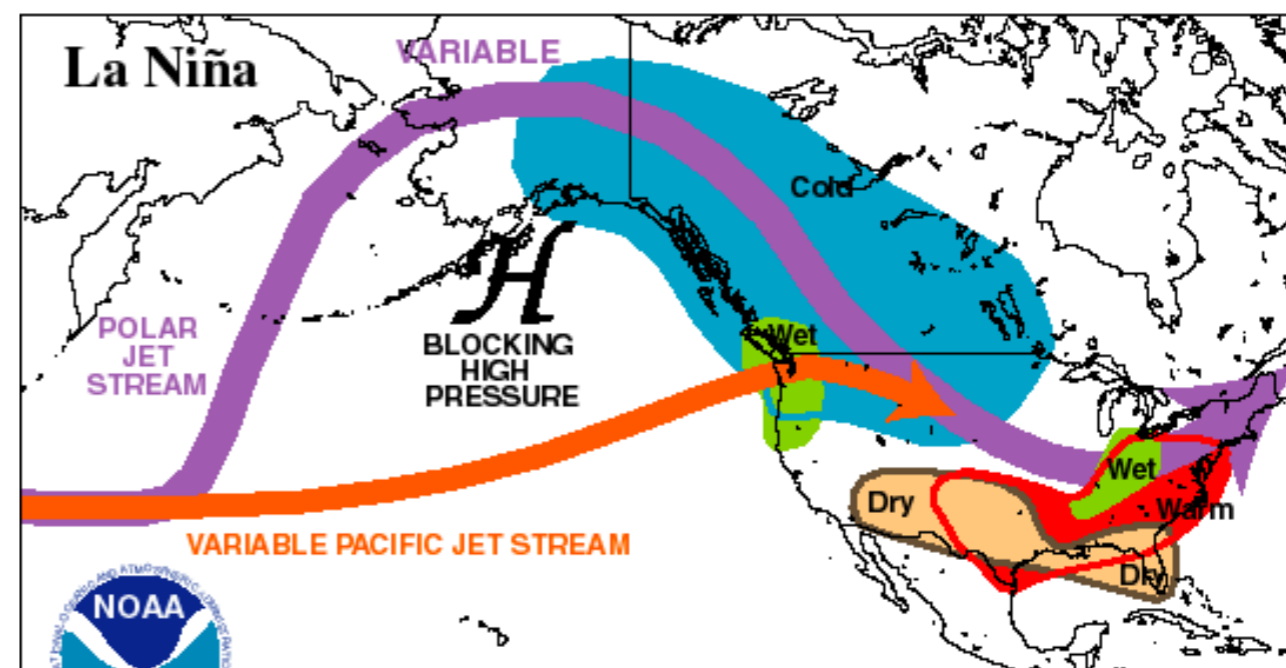 La Niña
VARIABLE
Cold
POLAR
JET
STREAM
H
BLOCKING
HIGH
PRESSURE
Wet
Wet
Dry
Warm
VARIABLE PACIFIC JET STREAM
Dry
NOAA